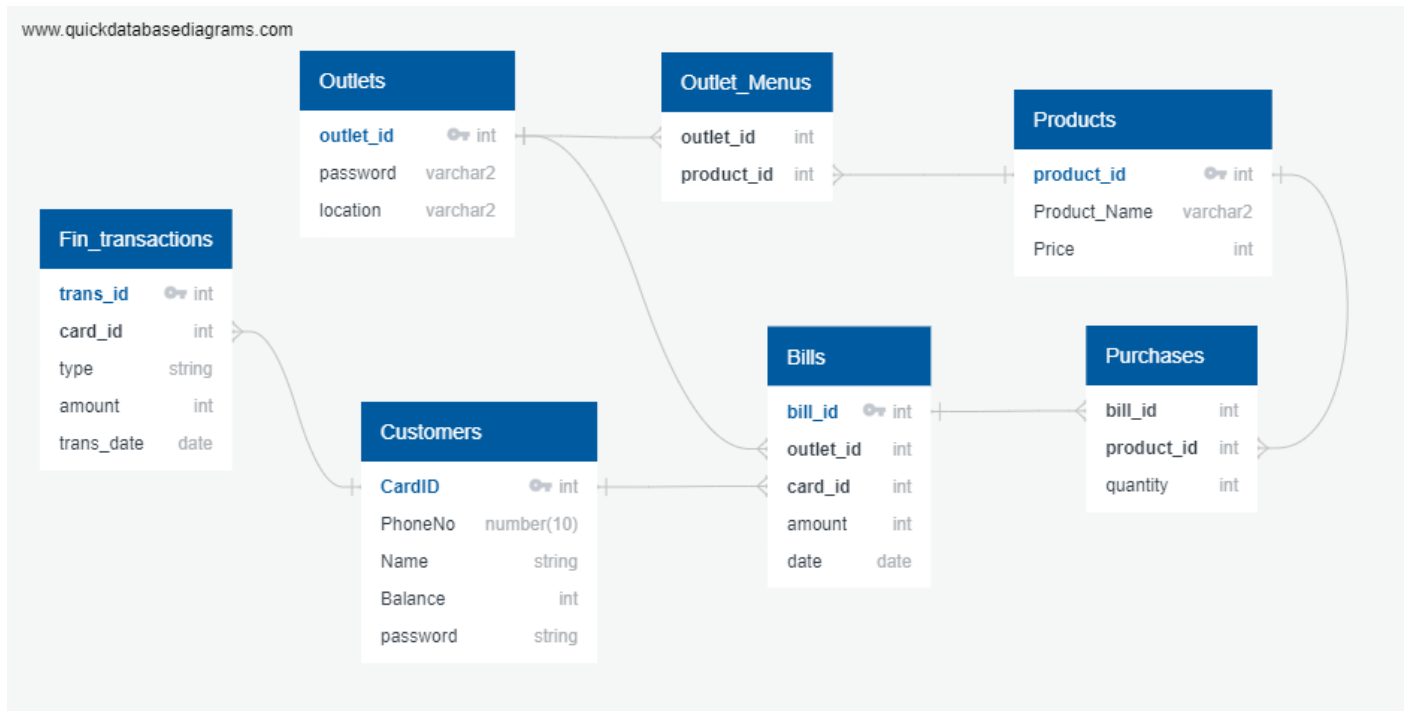 www.quickdatabasediagrams.com
Outlets
outlet_id int
password varchar2
location varchar2
Outlet_Menus
outlet_id int
product_id int
Products
product_id int
Product_Name varchar2
Price int
Fin_transactions
trans_id int
card_id int
type string
amount int
trans_date date
Customers
CardID int
PhoneNo number(10)
Name string
Balance int
password string
Bills
bill_id int
outlet_id int
card_id int
amount int
date date
Purchases
bill_id int
product_id int
quantity int